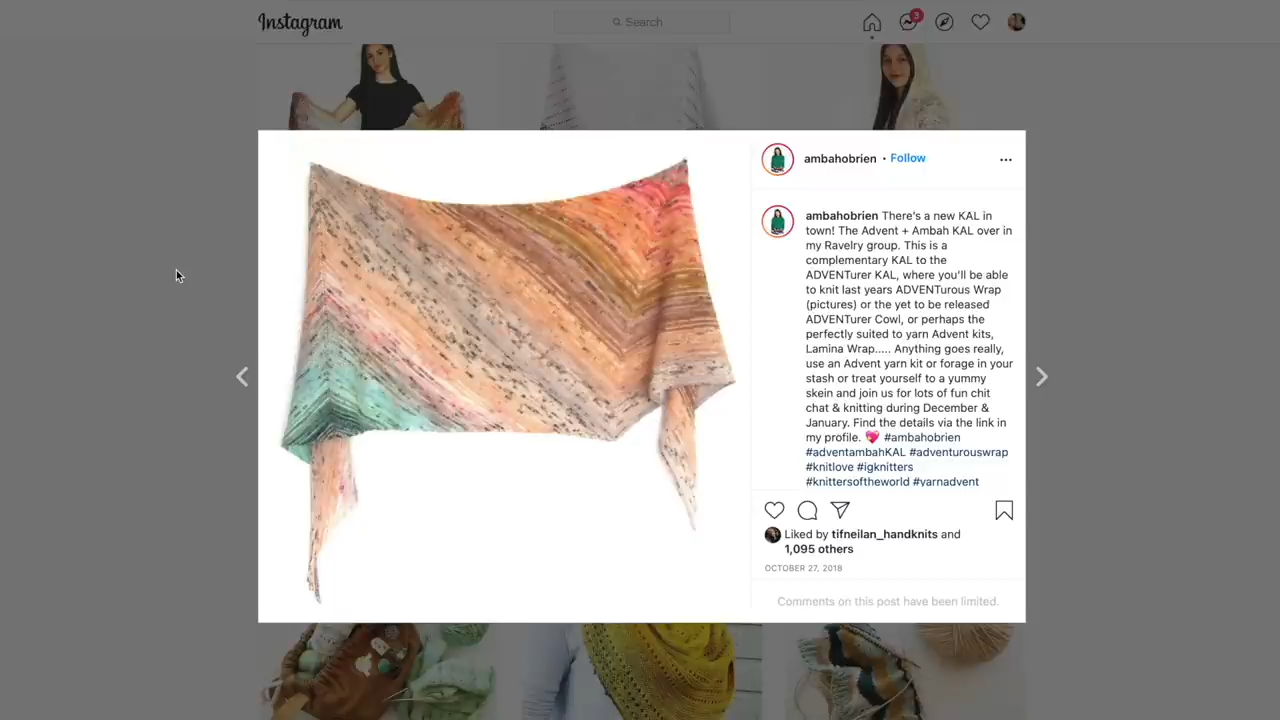 Instagram
Search
3
ambahobrien • Follow
ambahobrien There's a new KAL in
town! The Advent + Ambah KAL over in
my Ravelry group. This is a
complementary KAL to the
ADVENTurer KAL, where you'll be able
to knit last years ADVENTurous Wrap
(pictures) or the yet to be released
ADVENTurer Cowl, or perhaps the
perfectly suited to yarn Advent kits,
Lamina Wrap..... Anything goes really,
use an Advent yarn kit or forage in your
stash or treat yourself to a yummy
skein and join us for lots of fun chit
chat & knitting during December &
January. Find the details via the link in
my profile. 💖 #ambahobrien
#adventambahKAL #adventurouswrap
#knitlove #igknitters
#knittersoftheworld #yarnadvent
Liked by tifneilan_handknits and
1,095 others
OCTOBER 27, 2018
Comments on this post have been limited.